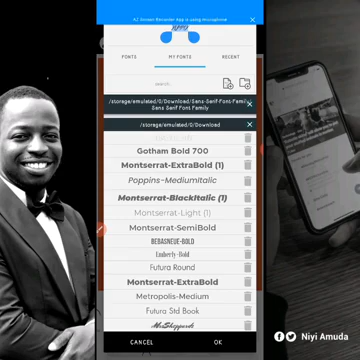 AZ Screen Recorder App is using microphone
FONTS
MY FONTS
RECENT
search
/storage/emulated/0/Download/Sans-Serif-Font-Family/
Sans Serif Font Family
/storage/emulated/0/Download
Gotham Bold 700
Montserrat-ExtraBold (1)
Poppins-MediumItalic
Montserrat-BlackItalic (1)
Montserrat-Light (1)
Montserrat-SemiBold
BEBASNEUE-BOLD
Enderly-Bold
Futura Round
Montserrat-ExtraBold
Metropolis-Medium
Futura Std Book
MrsSheppards
CANCEL
OK
Niyi Amuda